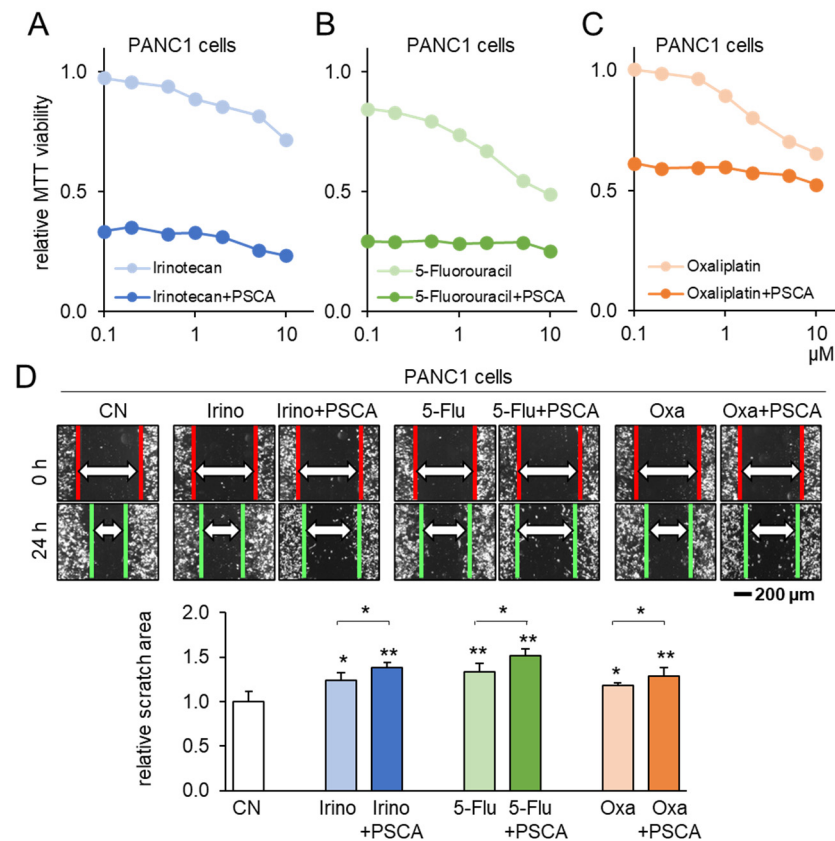 A
PANC1 cells
relative MTT viability
1.0
0.5
0.0
Irinotecan
Irinotecan+PSCA
0.1
1
10
B
PANC1 cells
1.0
0.5
0.0
5-Fluorouracil
5-Fluorouracil+PSCA
0.1
1
10
C
PANC1 cells
1.0
0.5
0.0
Oxaliplatin
Oxaliplatin+PSCA
0.1
1
10
µM
D
PANC1 cells
CN
Irino
Irino+PSCA
5-Flu
5-Flu+PSCA
Oxa
Oxa+PSCA
0 h
24 h
200 µm
relative scratch area
2.0
1.5
1.0
0.5
0.0
*
*
*
*
**
**
**
*
**
CN
Irino
Irino
+PSCA
5-Flu
5-Flu
+PSCA
Oxa
Oxa
+PSCA